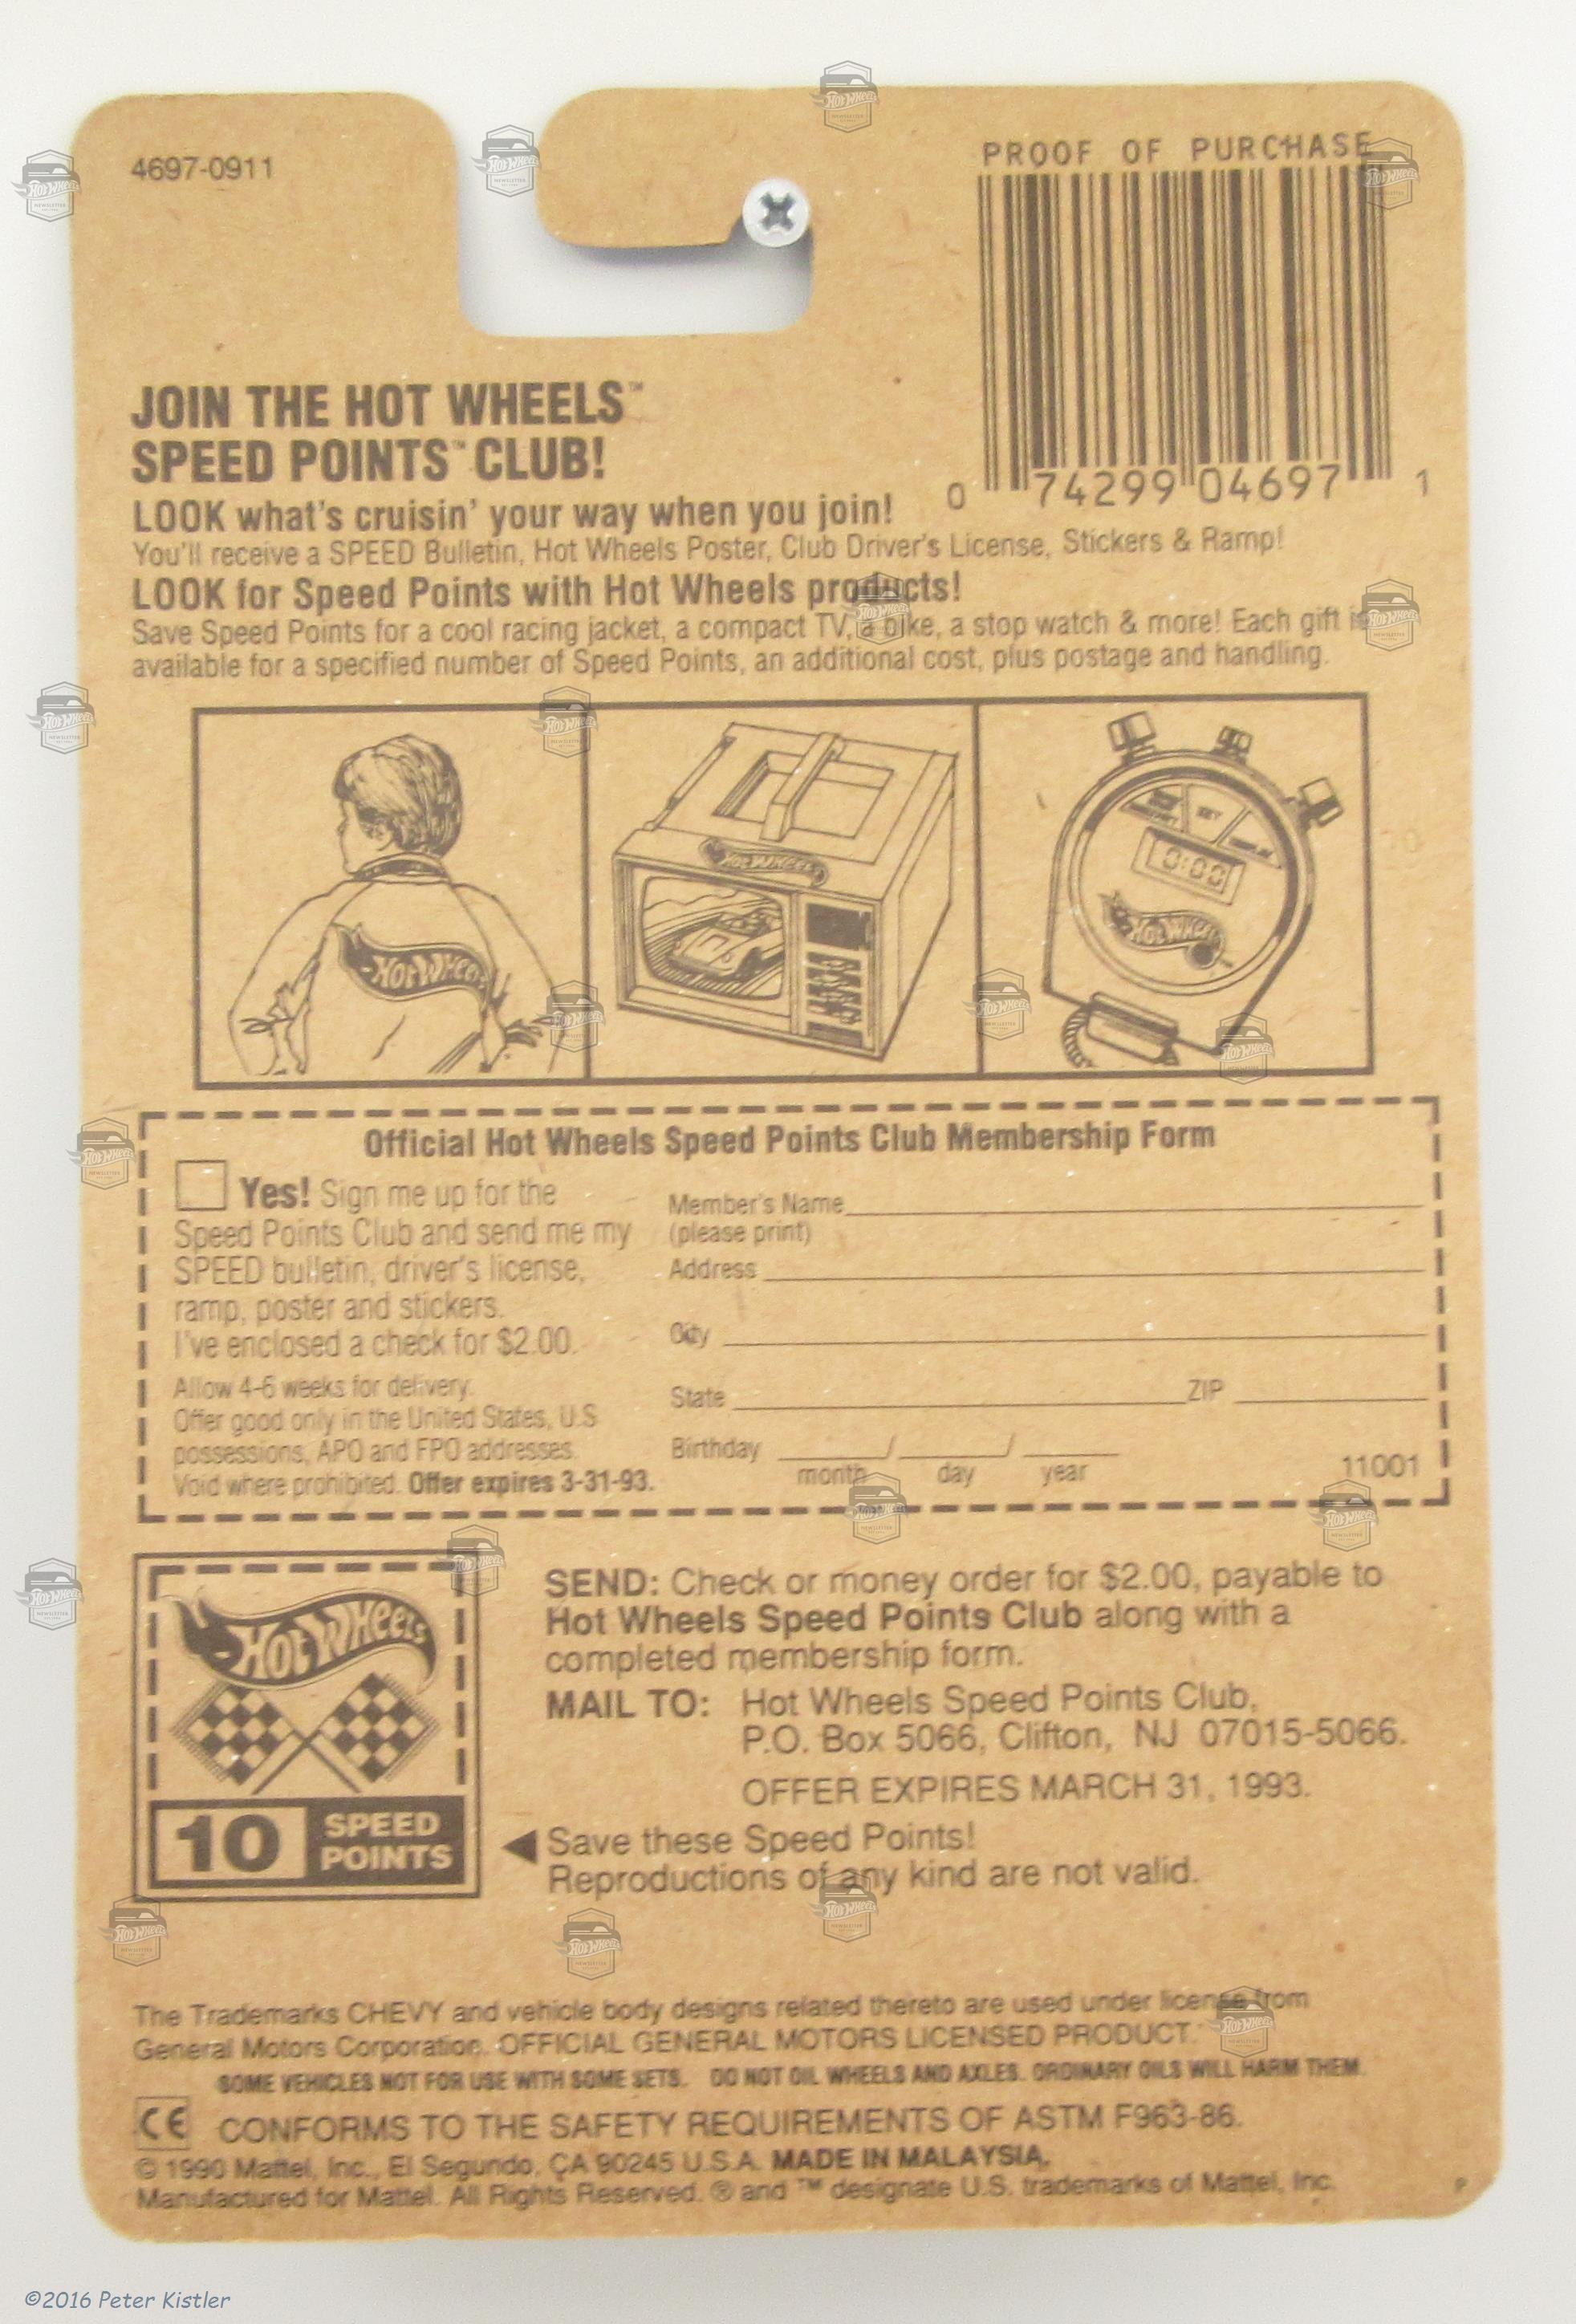 4697-0911
PROOF OF PURCHASE
0 74299 04697 1
JOIN THE HOT WHEELS™
SPEED POINTS™ CLUB!
LOOK what's cruisin' your way when you join!
You'll receive a SPEED Bulletin, Hot Wheels Poster, Club Driver's License, Stickers & Ramp!
LOOK for Speed Points with Hot Wheels products!
Save Speed Points for a cool racing jacket, a compact TV, a bike, a stop watch & more! Each gift is
available for a specified number of Speed Points, an additional cost, plus postage and handling.
HOT WHEELS
HOT WHEELS
SET
0:00
HOT WHEELS
Official Hot Wheels Speed Points Club Membership Form
Yes! Sign me up for the
Speed Points Club and send me my
SPEED bulletin, driver's license,
ramp, poster and stickers.
I've enclosed a check for $2.00.
Allow 4-6 weeks for delivery.
Offer good only in the United States, U.S
possessions, APO and FPO addresses.
Void where prohibited. Offer expires 3-31-93.
Member's Name
(please print)
Address
City
State ZIP
Birthday / /
month day year
11001
Hot Wheels
10 SPEED
POINTS
SEND: Check or money order for $2.00, payable to
Hot Wheels Speed Points Club along with a
completed membership form.
MAIL TO: Hot Wheels Speed Points Club,
P.O. Box 5066, Clifton, NJ 07015-5066.
OFFER EXPIRES MARCH 31, 1993.
◀ Save these Speed Points!
Reproductions of any kind are not valid.
The Trademarks CHEVY and vehicle body designs related thereto are used under license from
General Motors Corporation. OFFICIAL GENERAL MOTORS LICENSED PRODUCT.
SOME VEHICLES NOT FOR USE WITH SOME SETS. DO NOT OIL WHEELS AND AXLES. ORDINARY OILS WILL HARM THEM.
CE CONFORMS TO THE SAFETY REQUIREMENTS OF ASTM F963-86.
© 1990 Mattel, Inc., El Segundo, CA 90245 U.S.A. MADE IN MALAYSIA.
Manufactured for Mattel. All Rights Reserved. ® and ™ designate U.S. trademarks of Mattel, Inc.
P
©2016 Peter Kistler